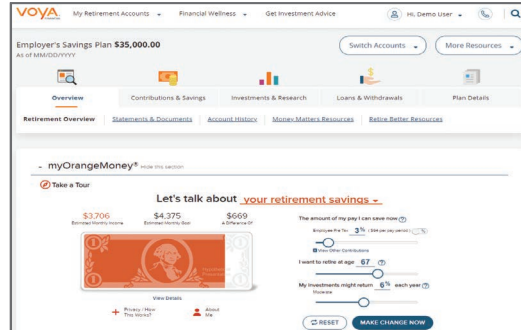 VOYA
FINANCIAL
My Retirement Accounts
Financial Wellness
Get Investment Advice
Hi, Demo User
Employer's Savings Plan $35,000.00
As of MM/DD/YYYY
Switch Accounts
More Resources
Overview
Contributions & Savings
Investments & Research
Loans & Withdrawals
Plan Details
Retirement Overview
Statements & Documents
Account History
Money Matters Resources
Retire Better Resources
- myOrangeMoney® Hide this section
Take a Tour
Let's talk about your retirement savings
$3,706
Estimated Monthly Income
$4,375
Estimated Monthly Goal
$669
A Difference Of
View Details
Privacy / How This Works?
About Me
The amount of my pay I can save now
Employee Pre Tax 3%
View Other Contributions
I want to retire at age 67
My investments might return 6% each year
Moderate
RESET
MAKE CHANGE NOW